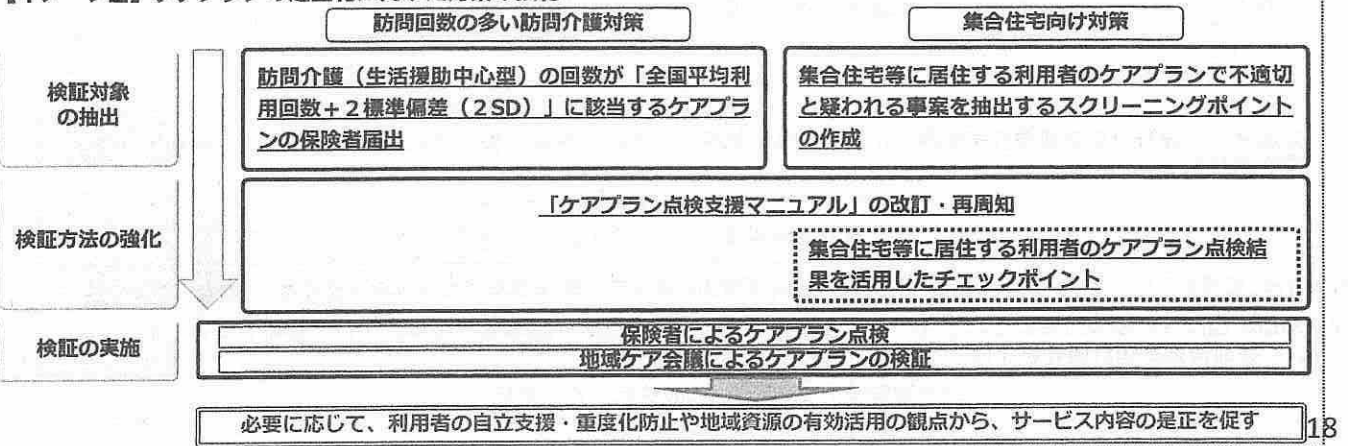 訪問回数の多い訪問介護対策
集合住宅向け対策
検証対象
の抽出
訪問介護（生活援助中心型）の回数が「全国平均利
用回数＋２標準偏差（２SD）」に該当するケアプラ
ンの保険者届出
集合住宅等に居住する利用者のケアプランで不適切
と疑われる事案を抽出するスクリーニングポイント
の作成
検証方法の強化
「ケアプラン点検支援マニュアル」の改訂・再周知
集合住宅等に居住する利用者のケアプラン点検結
果を活用したチェックポイント
検証の実施
保険者によるケアプラン点検
地域ケア会議によるケアプランの検証
必要に応じて、利用者の自立支援・重度化防止や地域資源の有効活用の観点から、サービス内容の是正を促す
18